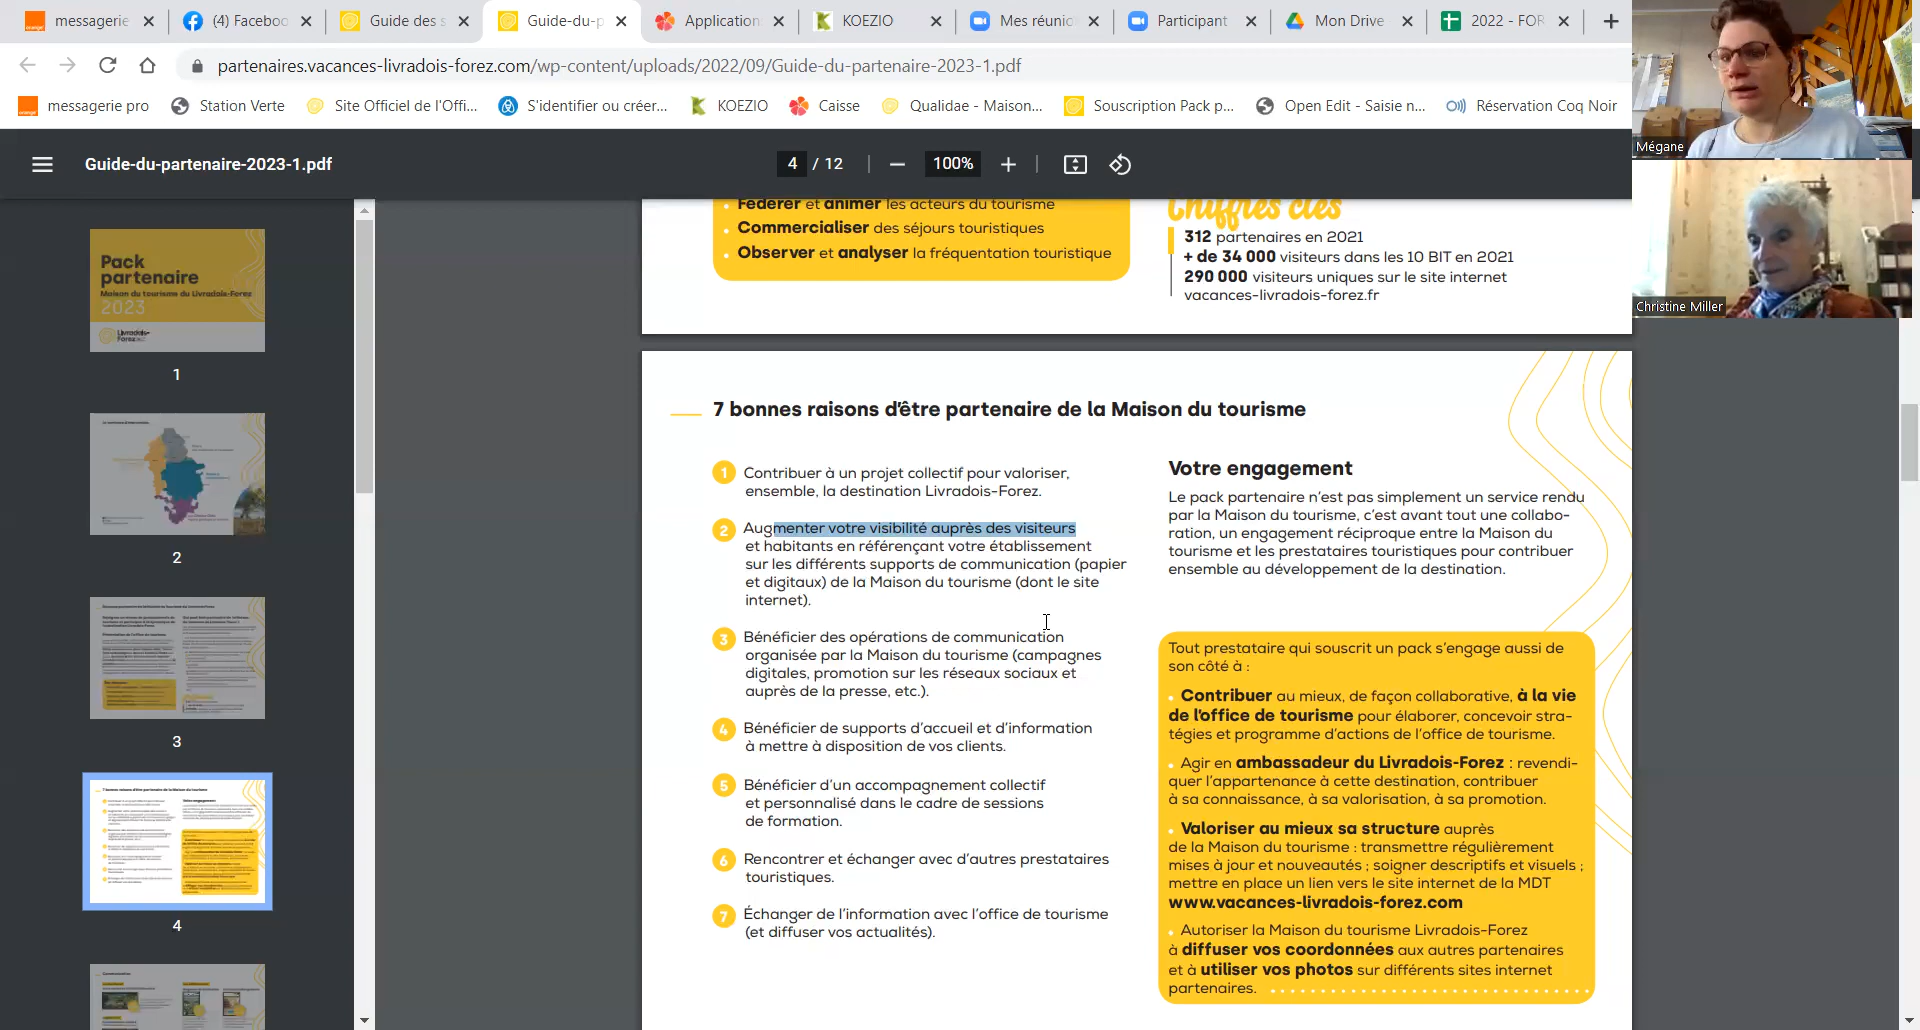 messagerie
(4) Faceboo
Guide des s
Guide-du-p
Application
KOEZIO
Mes réunio
Participant
Mon Drive
2022 - FOR
partenaires.vacances-livradois-forez.com/wp-content/uploads/2022/09/Guide-du-partenaire-2023-1.pdf
messagerie pro
Station Verte
Site Officiel de l'Offi...
S'identifier ou créer...
KOEZIO
Caisse
Qualidae - Maison...
Souscription Pack p...
Open Edit - Saisie n...
Réservation Coq Noir
Guide-du-partenaire-2023-1.pdf
4 / 12
100%
Mégane
Christine Miller
Pack
partenaire
Maison du tourisme du Livradois-Forez
2023
Livradois-
Forez
1
2
3
4
Fédérer et animer les acteurs du tourisme
Commercialiser des séjours touristiques
Observer et analyser la fréquentation touristique
Chiffres clés
312 partenaires en 2021
+ de 34 000 visiteurs dans les 10 BIT en 2021
290 000 visiteurs uniques sur le site internet
vacances-livradois-forez.fr
7 bonnes raisons d'être partenaire de la Maison du tourisme
1 Contribuer à un projet collectif pour valoriser,
ensemble, la destination Livradois-Forez.
2 Augmenter votre visibilité auprès des visiteurs
et habitants en référençant votre établissement
sur les différents supports de communication (papier
et digitaux) de la Maison du tourisme (dont le site
internet).
3 Bénéficier des opérations de communication
organisée par la Maison du tourisme (campagnes
digitales, promotion sur les réseaux sociaux et
auprès de la presse, etc.).
4 Bénéficier de supports d'accueil et d'information
à mettre à disposition de vos clients.
5 Bénéficier d'un accompagnement collectif
et personnalisé dans le cadre de sessions
de formation.
6 Rencontrer et échanger avec d'autres prestataires
touristiques.
7 Échanger de l'information avec l'office de tourisme
(et diffuser vos actualités).
Votre engagement
Le pack partenaire n'est pas simplement un service rendu
par la Maison du tourisme, c'est avant tout une collabo-
ration, un engagement réciproque entre la Maison du
tourisme et les prestataires touristiques pour contribuer
ensemble au développement de la destination.
Tout prestataire qui souscrit un pack s'engage aussi de
son côté à :
• Contribuer au mieux, de façon collaborative, à la vie
de l'office de tourisme pour élaborer, concevoir stra-
tégies et programme d'actions de l'office de tourisme.
• Agir en ambassadeur du Livradois-Forez : revendi-
quer l'appartenance à cette destination, contribuer
à sa connaissance, à sa valorisation, à sa promotion.
• Valoriser au mieux sa structure auprès
de la Maison du tourisme : transmettre régulièrement
mises à jour et nouveautés ; soigner descriptifs et visuels ;
mettre en place un lien vers le site internet de la MDT
www.vacances-livradois-forez.com
• Autoriser la Maison du tourisme Livradois-Forez
à diffuser vos coordonnées aux autres partenaires
et à utiliser vos photos sur différents sites internet
partenaires.